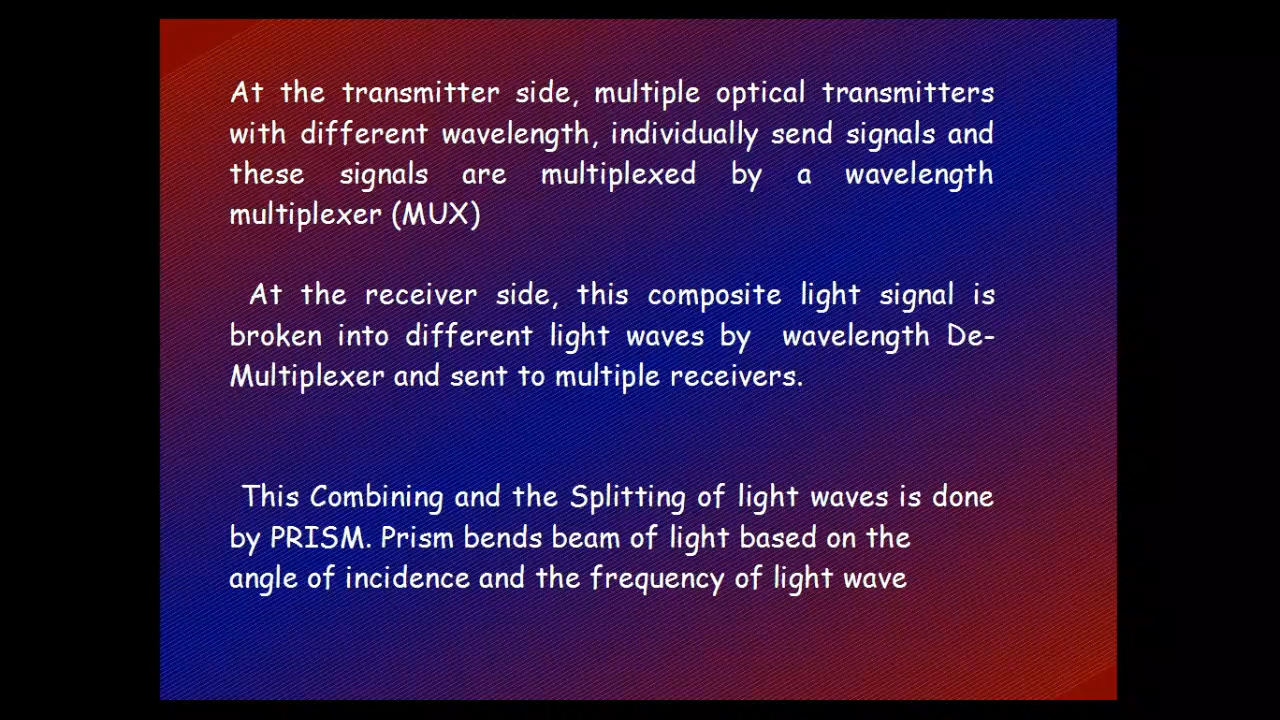 At the transmitter side, multiple optical transmitters
with different wavelength, individually send signals and
these signals are multiplexed by a wavelength
multiplexer (MUX)
At the receiver side, this composite light signal is
broken into different light waves by wavelength De-
Multiplexer and sent to multiple receivers.
This Combining and the Splitting of light waves is done
by PRISM. Prism bends beam of light based on the
angle of incidence and the frequency of light wave